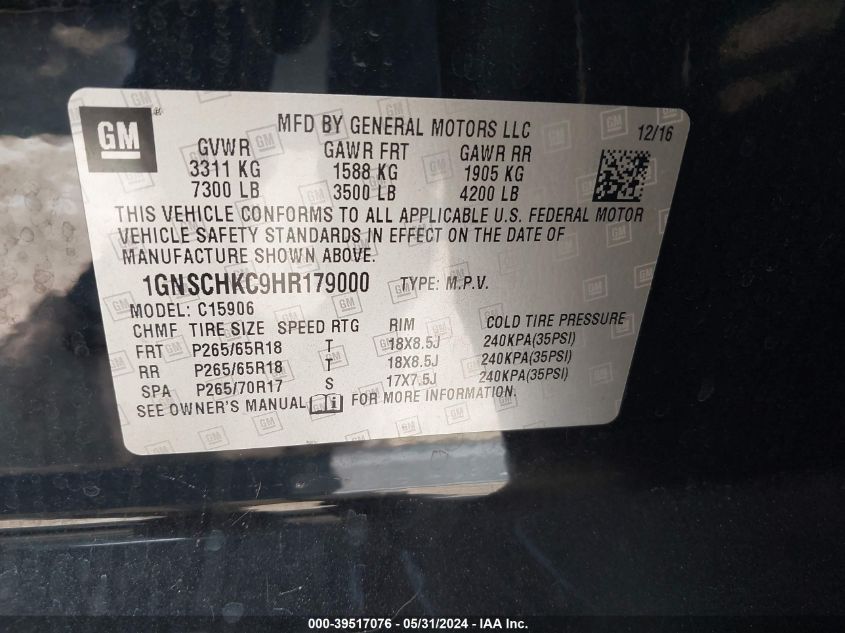 GM
®
MFD BY GENERAL MOTORS LLC 12/16
GVWR GAWR FRT GAWR RR
3311 KG 1588 KG 1905 KG
7300 LB 3500 LB 4200 LB
THIS VEHICLE CONFORMS TO ALL APPLICABLE U.S. FEDERAL MOTOR
VEHICLE SAFETY STANDARDS IN EFFECT ON THE DATE OF
MANUFACTURE SHOWN ABOVE.
1GNSCHKC9HR179000 TYPE: M.P.V.
MODEL: C15906
CHMF TIRE SIZE SPEED RTG RIM COLD TIRE PRESSURE
FRT P265/65R18 T 18X8.5J 240KPA(35PSI)
RR P265/65R18 T 18X8.5J 240KPA(35PSI)
SPA P265/70R17 S 17X7.5J 240KPA(35PSI)
SEE OWNER'S MANUAL i FOR MORE INFORMATION.
000-39517076 - 05/31/2024 - IAA Inc.